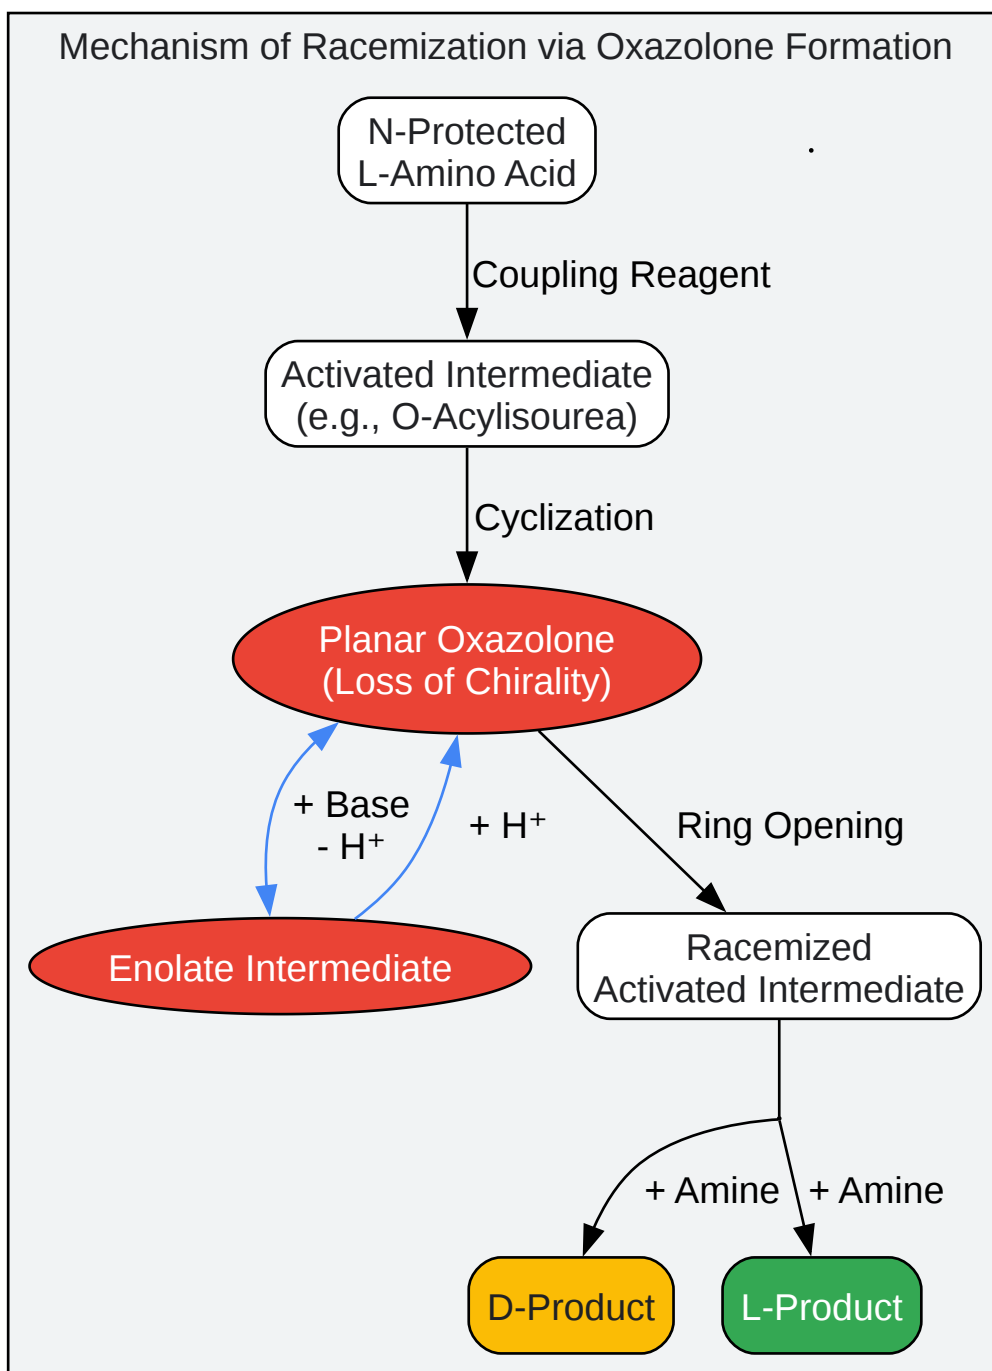 Mechanism of Racemization via Oxazolone Formation
N-Protected
L-Amino Acid
Coupling Reagent
Activated Intermediate
(e.g., O-Acylisourea)
Cyclization
Planar Oxazolone
(Loss of Chirality)
+ Base
- H⁺
+ H⁺
Ring Opening
Enolate Intermediate
Racemized
Activated Intermediate
+ Amine
+ Amine
D-Product
L-Product